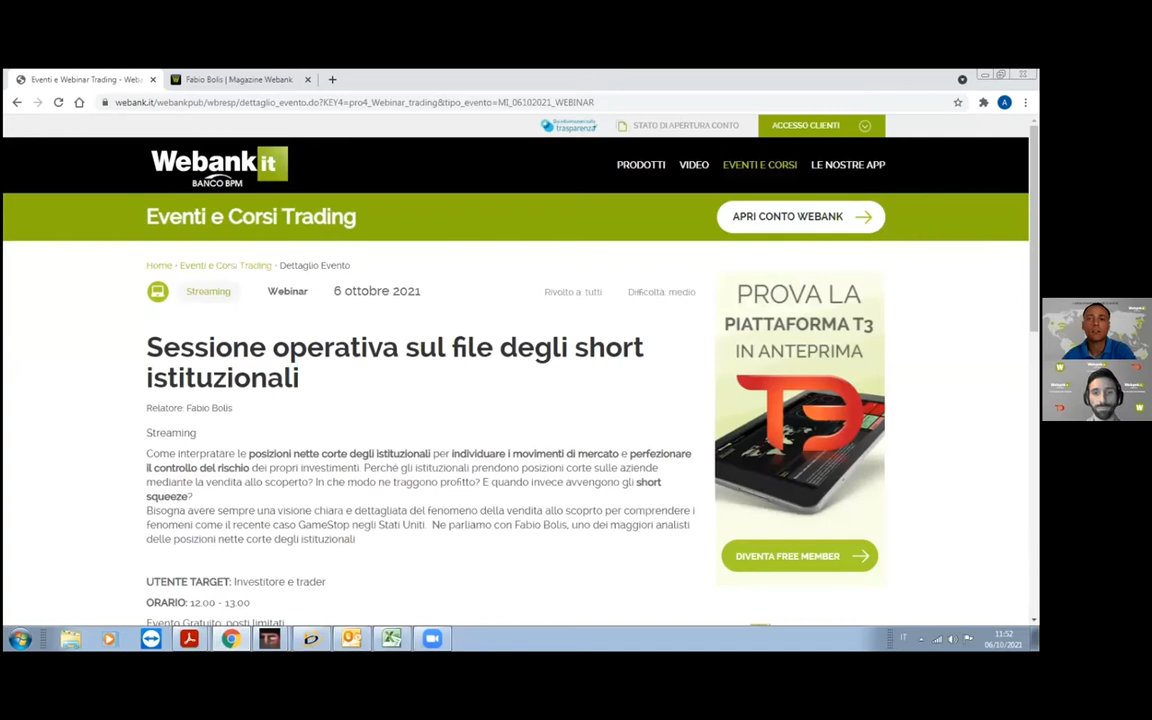 Eventi e Webinar Trading - Web
Fabio Bolis | Magazine Webank
webank.it/webankpub/wbresp/dettaglio_evento.do?KEY4=pro4_Webinar_trading&tipo_evento=MI_06102021_WEBINAR
trasparenza
STATO DI APERTURA CONTO
ACCESSO CLIENTI
Webank it
BANCO BPM
PRODOTTI VIDEO EVENTI E CORSI LE NOSTRE APP
Eventi e Corsi Trading
APRI CONTO WEBANK
Home - Eventi e Corsi Trading - Dettaglio Evento
Streaming Webinar 6 ottobre 2021 Rivolto a: tutti Difficoltà: medio
Sessione operativa sul file degli short
istituzionali
Relatore: Fabio Bolis
Streaming
Come interpratare le posizioni nette corte degli istituzionali per individuare i movimenti di mercato e perfezionare
il controllo del rischio dei propri investimenti. Perché gli istituzionali prendono posizioni corte sulle aziende
mediante la vendita allo scoperto? In che modo ne traggono profitto? E quando invece avvengono gli short
squeeze?
Bisogna avere sempre una visione chiara e dettagliata del fenomeno della vendita allo scoprto per comprendere i
fenomeni come il recente caso GameStop negli Stati Uniti. Ne parliamo con Fabio Bolis, uno dei maggiori analisti
delle posizioni nette corte degli istituzionali
UTENTE TARGET: Investitore e trader
ORARIO: 12.00 - 13.00
Evento Gratuito, posti limitati
PROVA LA
PIATTAFORMA T3
IN ANTEPRIMA
T3
DIVENTA FREE MEMBER
IT
11:52
06/10/2021